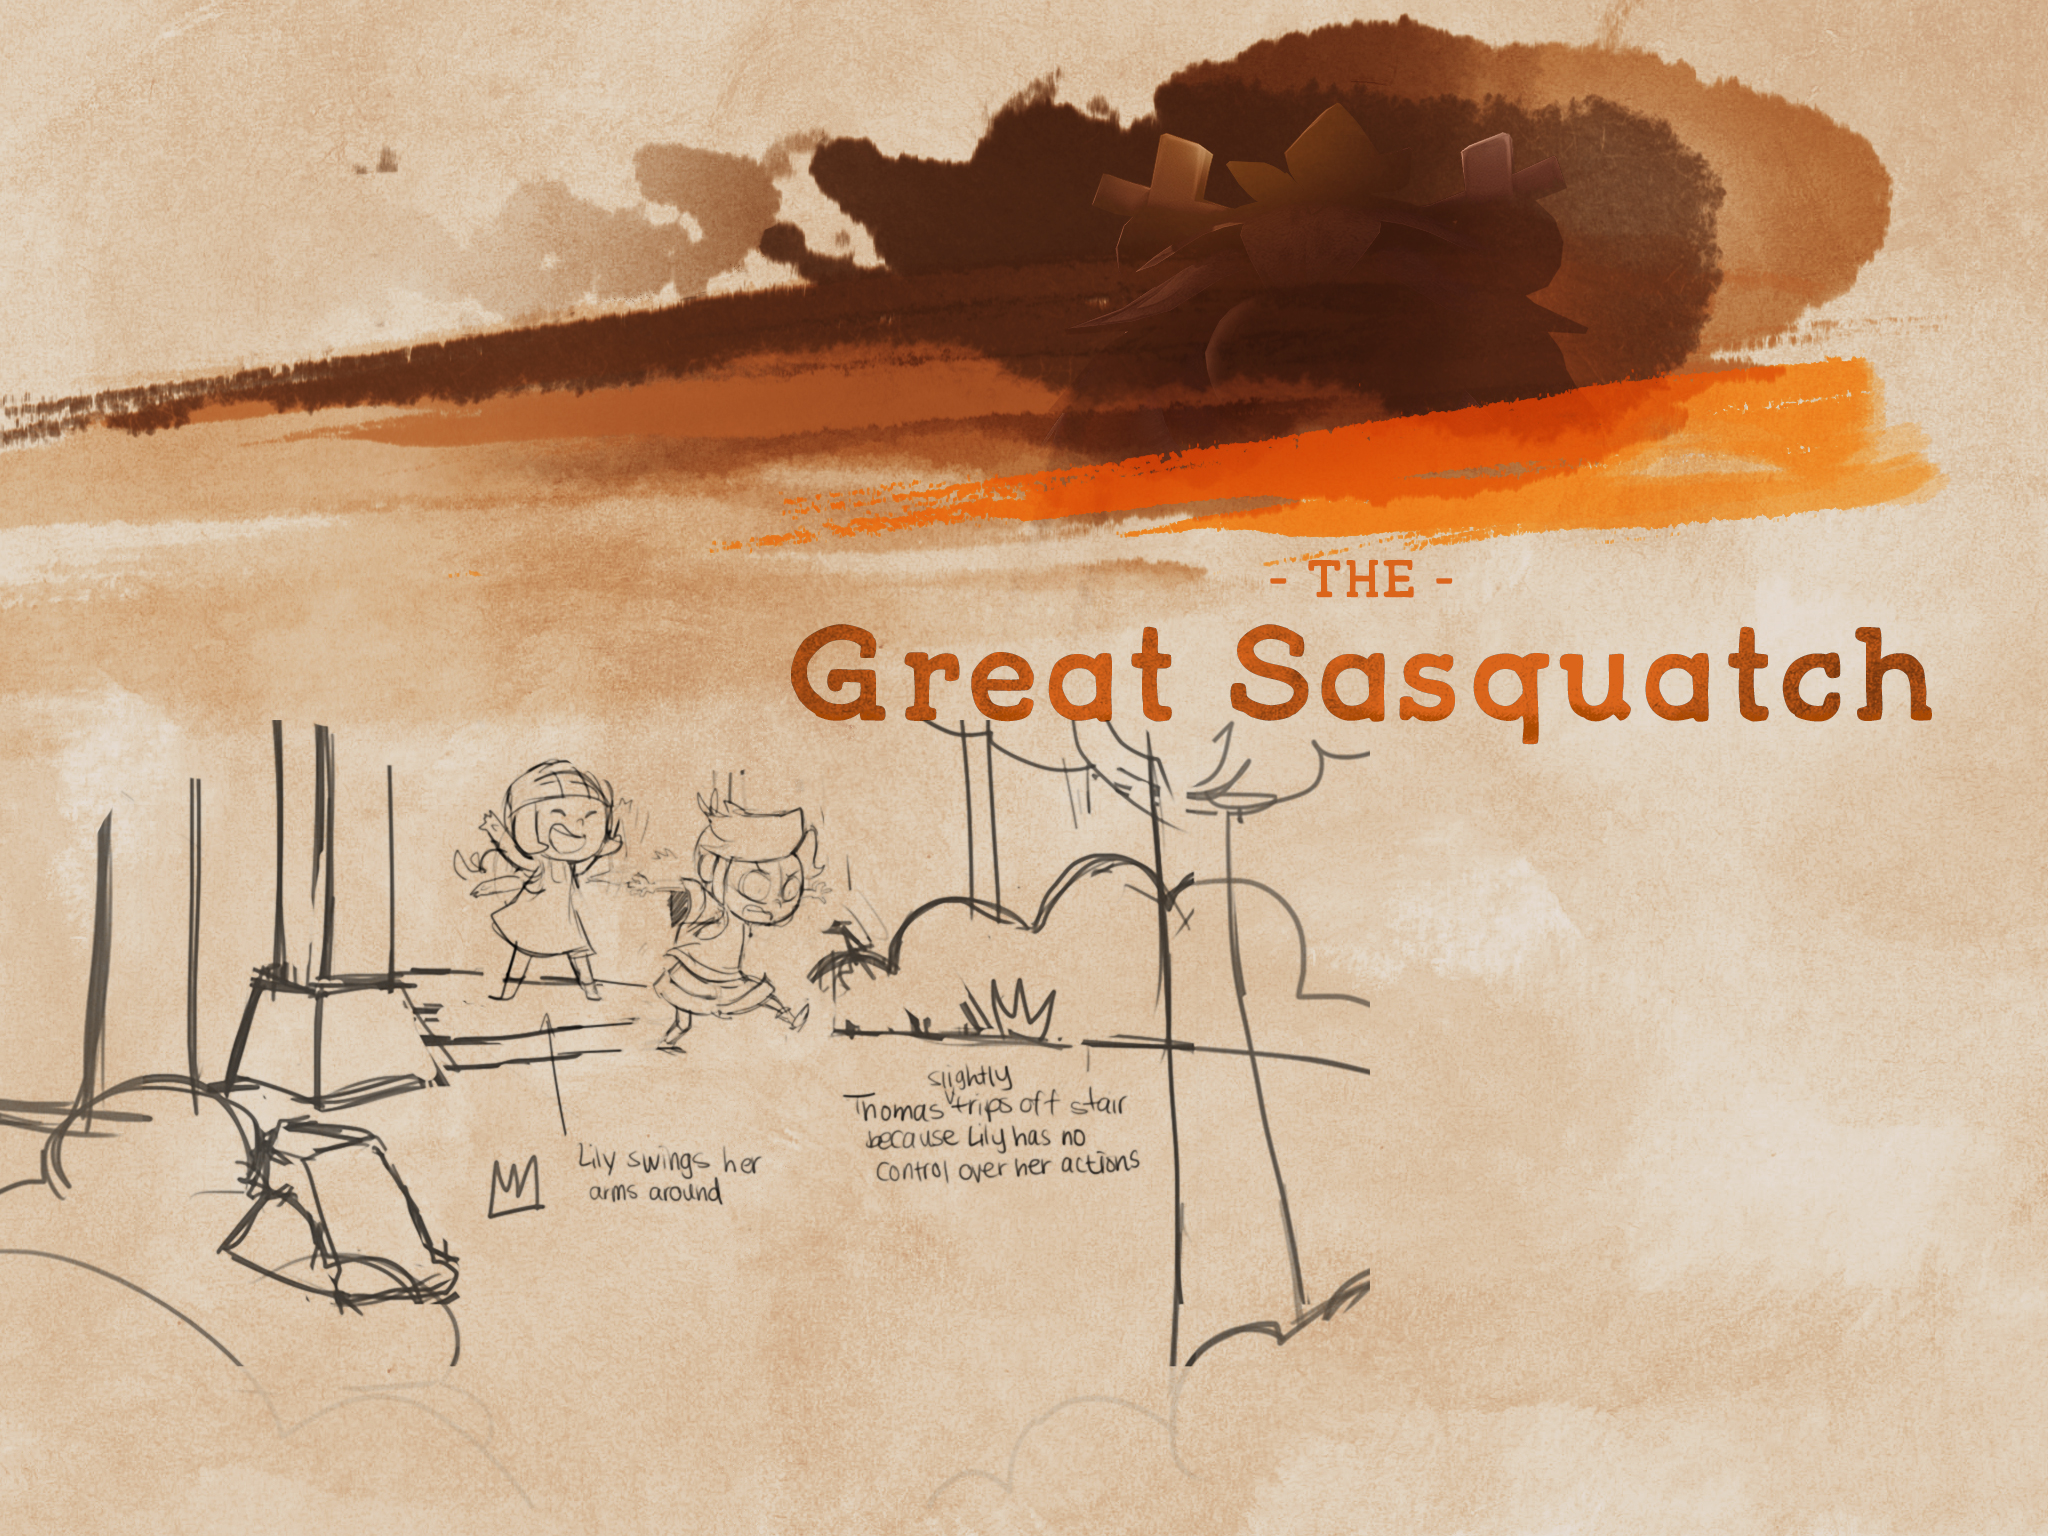 - THE -
Great Sasquatch
slightly
Thomas trips off stair
because Lily has no
control over her actions
Lily swings her
arms around